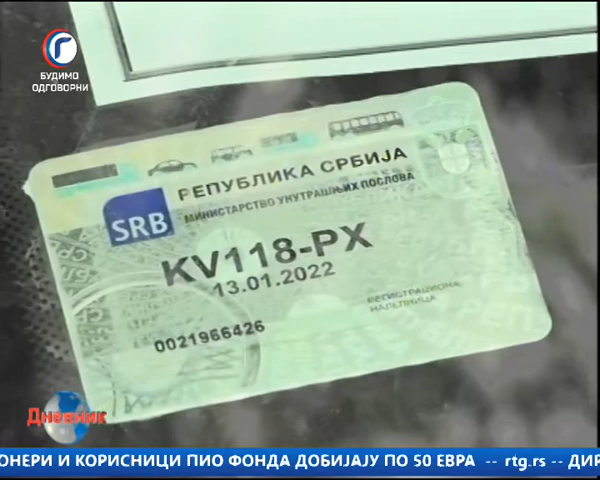 БУДИМО
ОДГОВОРНИ
РЕПУБЛИКА СРБИЈА
МИНИСТАРСТВО УНУТРАШЊИХ ПОСЛОВА
SRB
KV118-PX
13.01.2022
РЕГИСТРАЦИОНА
НАЛЕПНИЦА
0021966426
Дневник
ОНЕРИ И КОРИСНИЦИ ПИО ФОНДА ДОБИЈАЈУ ПО 50 ЕВРА -- rtg.rs -- ДИР